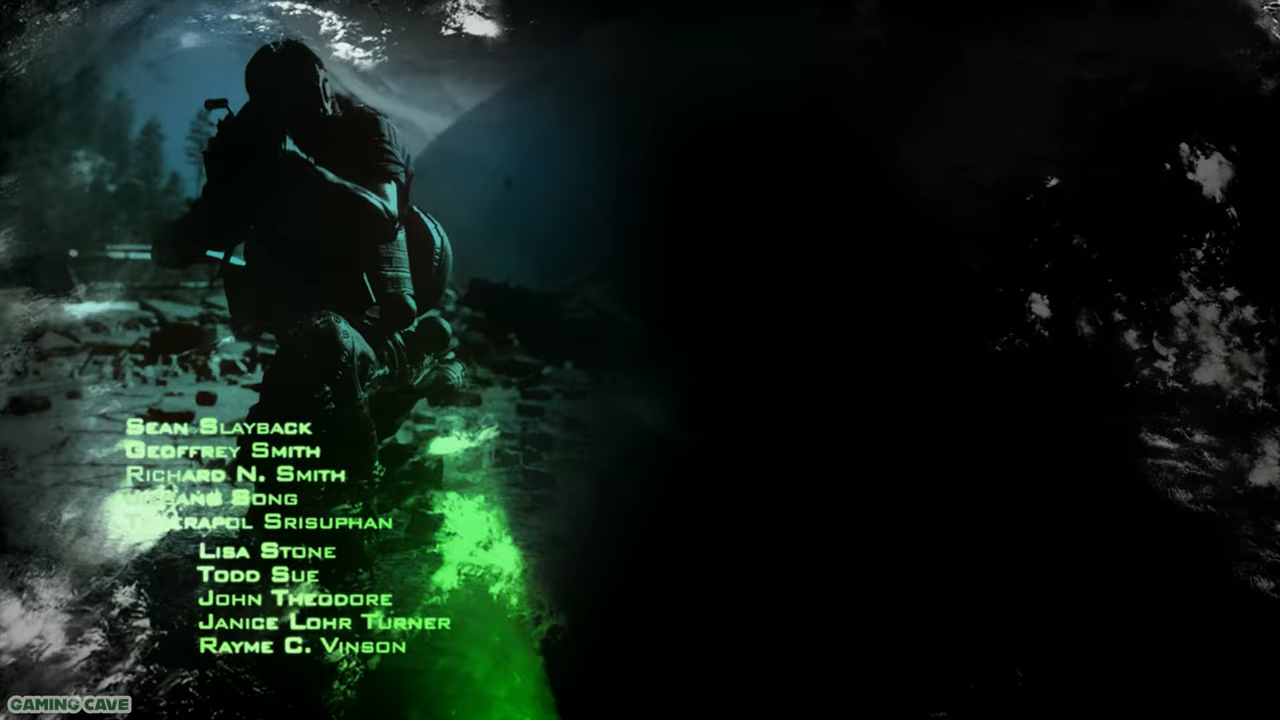 Sean Slayback
Geoffrey Smith
Richard N. Smith
Song
Srisuphan
Lisa Stone
Todd Sue
John Theodore
Janice Lohr Turner
Rayme C. Vinson
GAMING CAVE